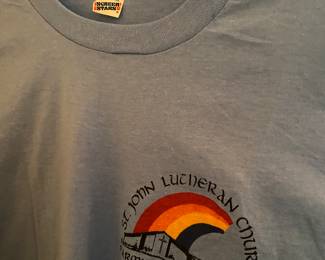 SCREEN
STARS
ST. JOHN LUTHERAN CHUR